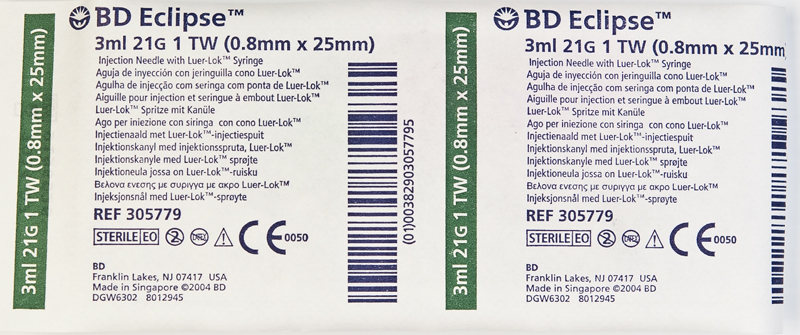 3ml 21G 1 TW (0.8mm x 25mm)
BD Eclipse™
3ml 21G 1 TW (0.8mm x 25mm)
Injection Needle with Luer-Lok™ Syringe
Aguja de inyección con jeringuilla cono Luer-Lok™
Agulha de injecção com seringa com ponta de Luer-Lok™
Aiguille pour injection et seringue à embout Luer-Lok™
Luer-Lok™ Spritze mit Kanüle
Ago per iniezione con siringa con cono Luer-Lok™
Injectienaald met Luer-Lok™-injectiespuit
Injektionskanyl med injektionsspruta, Luer-Lok™
Injektionskanyle med Luer-Lok™ sprøjte
Injektioneula jossa on Luer-Lok™-ruisku
Βελονα ενεσης με συριγγα με ακρο Luer-Lok™
Injeksjonsnål med Luer-Lok™-sprøyte
REF 305779
STERILE EO 2 0050
BD
Franklin Lakes, NJ 07417 USA
Made in Singapore ©2004 BD
DGW6302 8012945
(01)00382903057795
3ml 21G 1 TW (0.8mm x 25mm)
BD Eclipse™
3ml 21G 1 TW (0.8mm x 25mm
Injection Needle with Luer-Lok™ Syringe
Aguja de inyección con jeringuilla cono Luer-Lok™
Agulha de injecção com seringa com ponta de Luer-Lok™
Aiguille pour injection et seringue à embout Luer-Lok™
Luer-Lok™ Spritze mit Kanüle
Ago per iniezione con siringa con cono Luer-Lok™
Injectienaald met Luer-Lok™-injectiespuit
Injektionskanyl med injektionsspruta, Luer-Lok™
Injektionskanyle med Luer-Lok™ sprøjte
Injektioneula jossa on Luer-Lok™-ruisku
Βελονα ενεσης με συριγγα με ακρο Luer-Lok™
Injeksjonsnål med Luer-Lok™-sprøyte
REF 305779
STERILE EO 2 CE 0050
BD
Franklin Lakes, NJ 07417 USA
Made in Singapore ©2004 BD
DGW6302 8012945